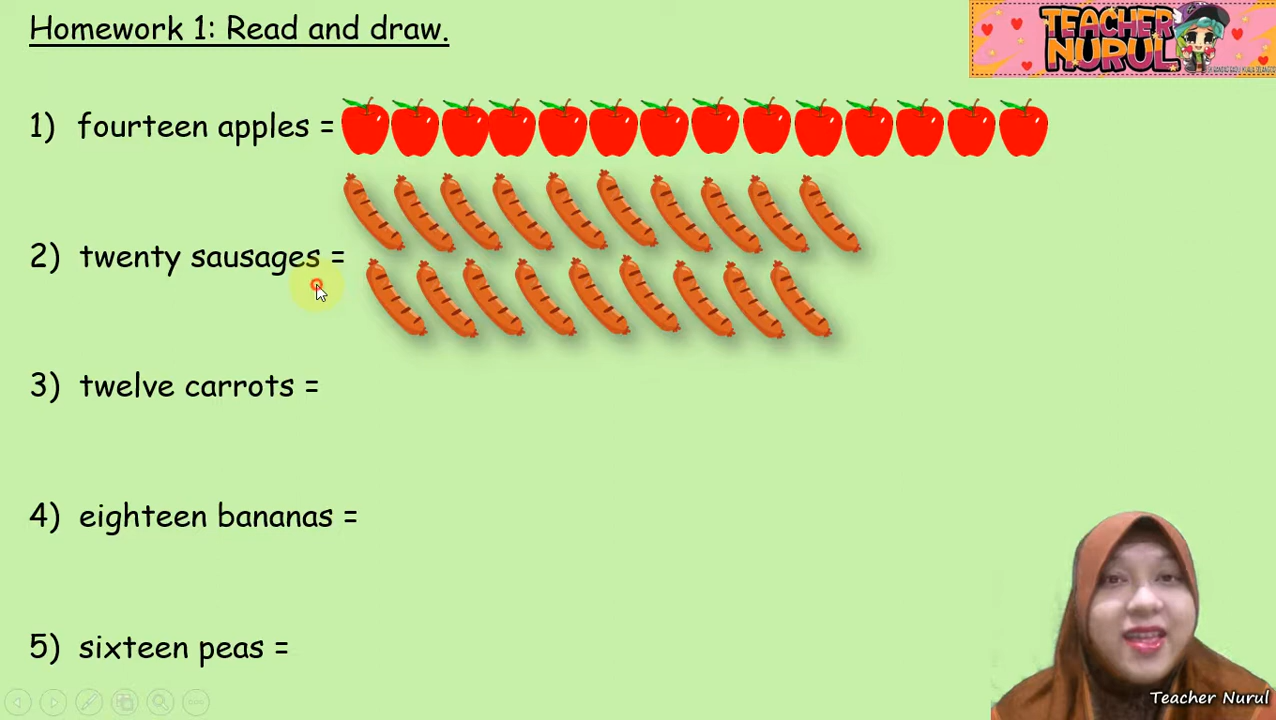 Homework 1: Read and draw.
TEACHER
NURUL
1) fourteen apples =
2) twenty sausages =
3) twelve carrots =
4) eighteen bananas =
5) sixteen peas =
Teacher Nurul